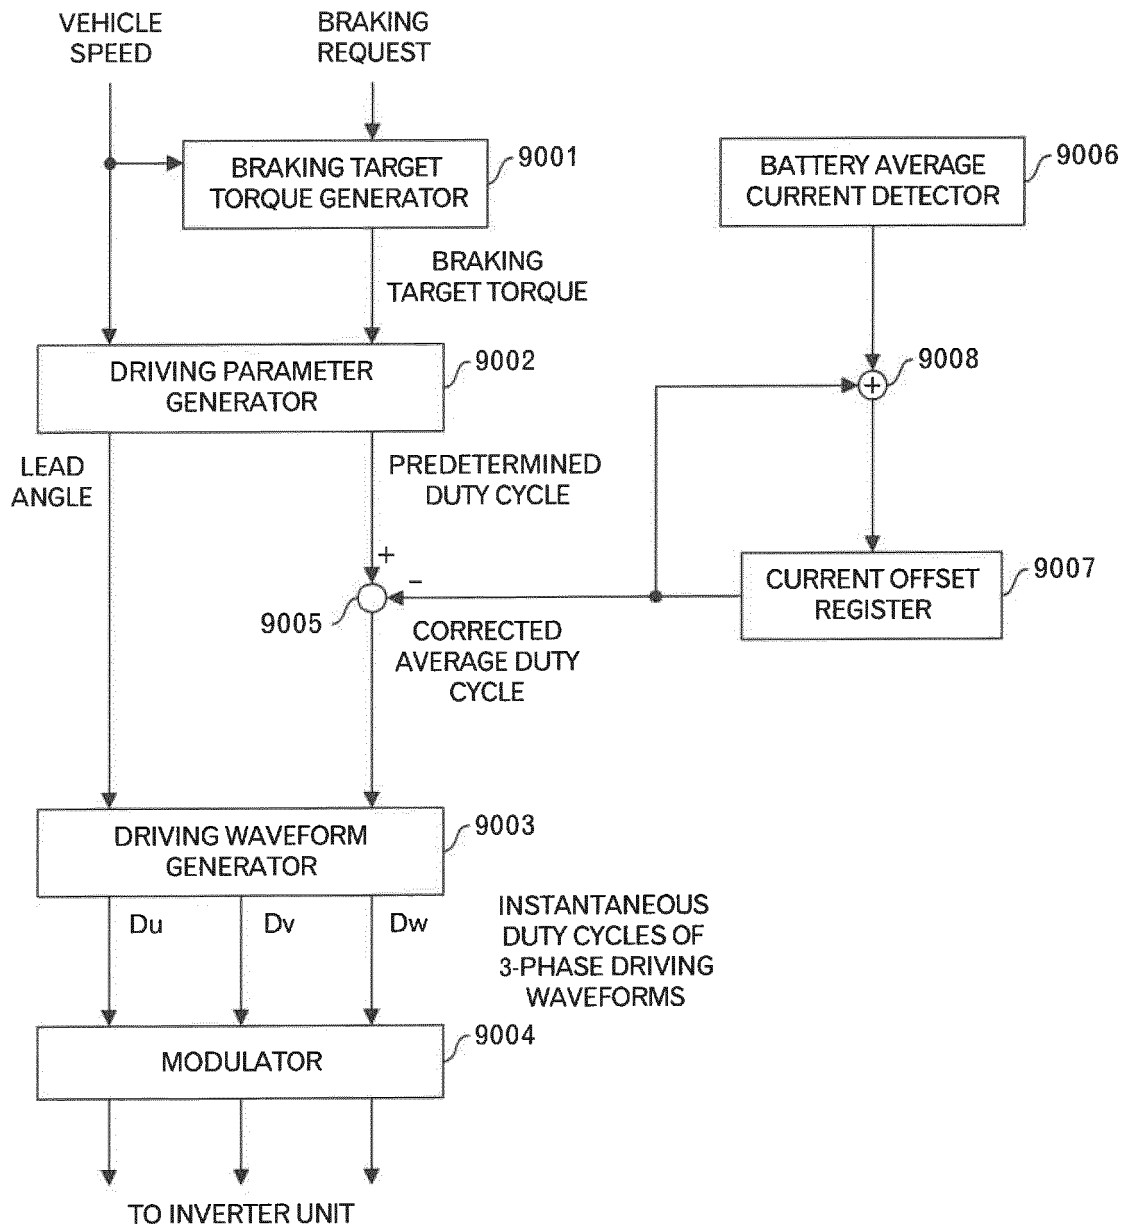 VEHICLE
SPEED
BRAKING
REQUEST
BRAKING TARGET
TORQUE GENERATOR
9001
BATTERY AVERAGE
CURRENT DETECTOR
9006
BRAKING
TARGET TORQUE
DRIVING PARAMETER
GENERATOR
9002
+
9008
LEAD
ANGLE
PREDETERMINED
DUTY CYCLE
+
−
9005
CURRENT OFFSET
REGISTER
9007
CORRECTED
AVERAGE DUTY
CYCLE
DRIVING WAVEFORM
GENERATOR
9003
Du
Dv
Dw
INSTANTANEOUS
DUTY CYCLES OF
3-PHASE DRIVING
WAVEFORMS
MODULATOR
9004
TO INVERTER UNIT